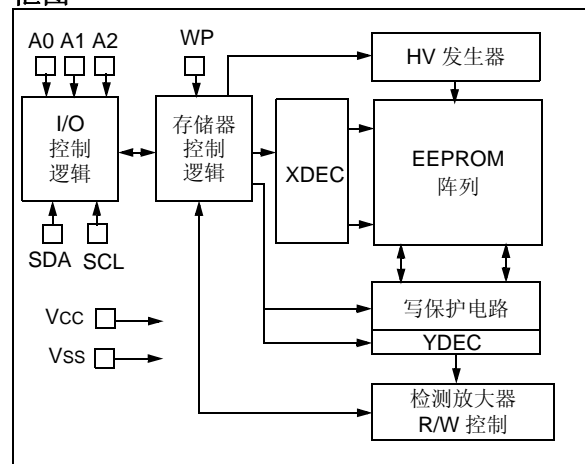 框图
A0 A1 A2
WP
HV 发生器
I/O
控制
逻辑
存储器
控制
逻辑
XDEC
EEPROM
阵列
SDA
SCL
VCC
VSS
写保护电路
YDEC
检测放大器
R/W 控制